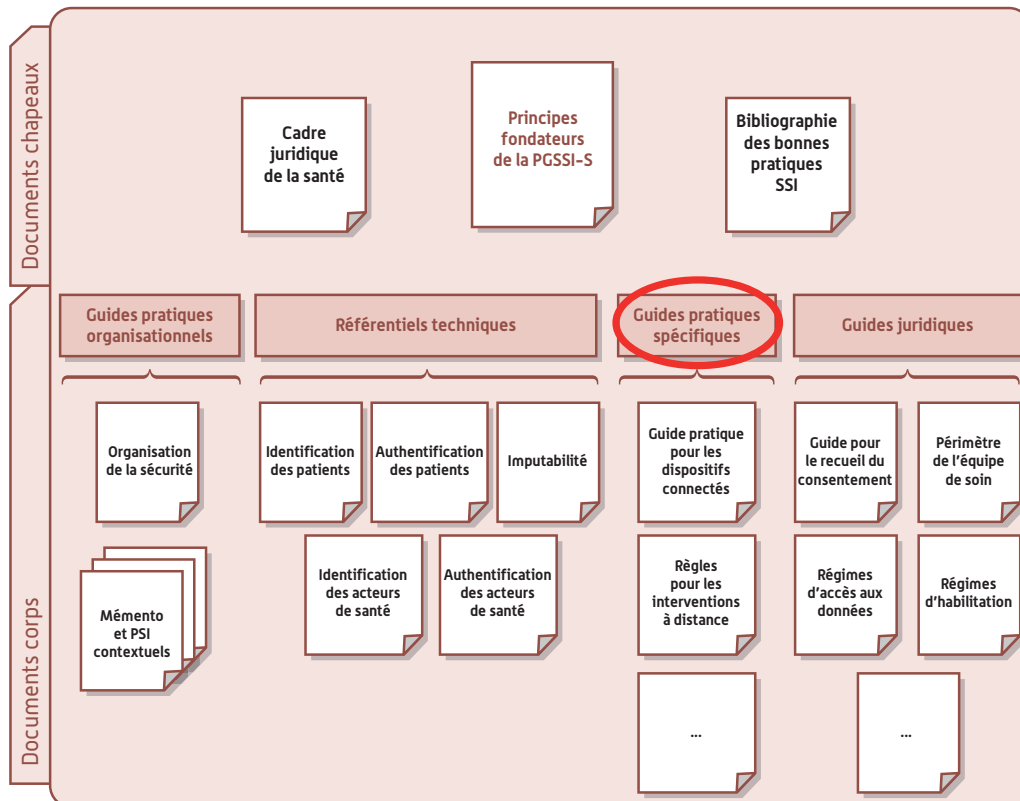 Documents chapeaux
Cadre
juridique
de la santé
Principes
fondateurs
de la PGSSI-S
Bibliographie
des bonnes
pratiques
SSI
Documents corps
Guides pratiques
organisationnels
Référentiels techniques
Guides pratiques
spécifiques
Guides juridiques
Organisation
de la sécurité
Mémento
et PSI
contextuels
Identification
des patients
Authentification
des patients
Imputabilité
Identification
des acteurs
de santé
Authentification
des acteurs
de santé
Guide pratique
pour les
dispositifs
connectés
Règles
pour les
interventions
à distance
...
Guide pour
le recueil du
consentement
Périmètre
de l'équipe
de soin
Régimes
d'accès aux
données
Régimes
d'habilitation
...